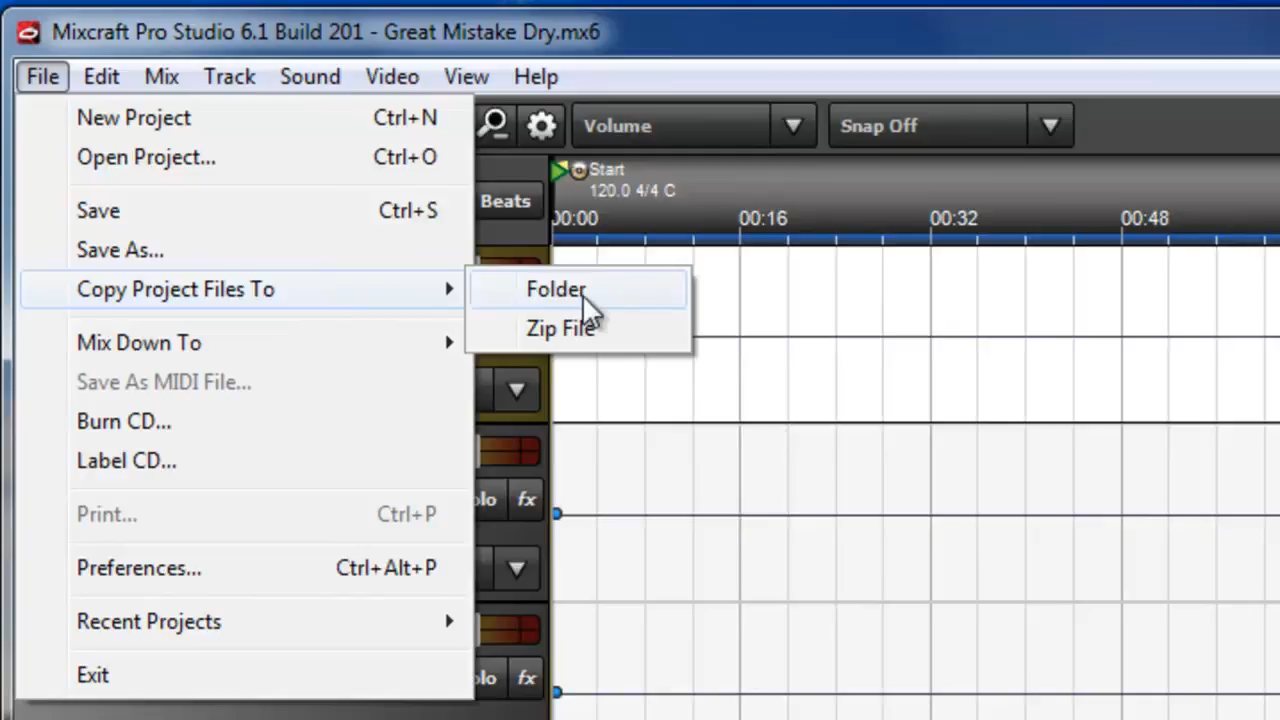 Mixcraft Pro Studio 6.1 Build 201 - Great Mistake Dry.mx6
File Edit Mix Track Sound Video View Help
New Project Ctrl+N
Open Project... Ctrl+O
Save Ctrl+S
Save As...
Copy Project Files To
Mix Down To
Save As MIDI File...
Burn CD...
Label CD...
Print... Ctrl+P
Preferences... Ctrl+Alt+P
Recent Projects
Exit
Folder
Zip File
Volume Snap Off
Start
120.0 4/4 C
Beats
00:00 00:16 00:32 00:48
olo fx
olo fx